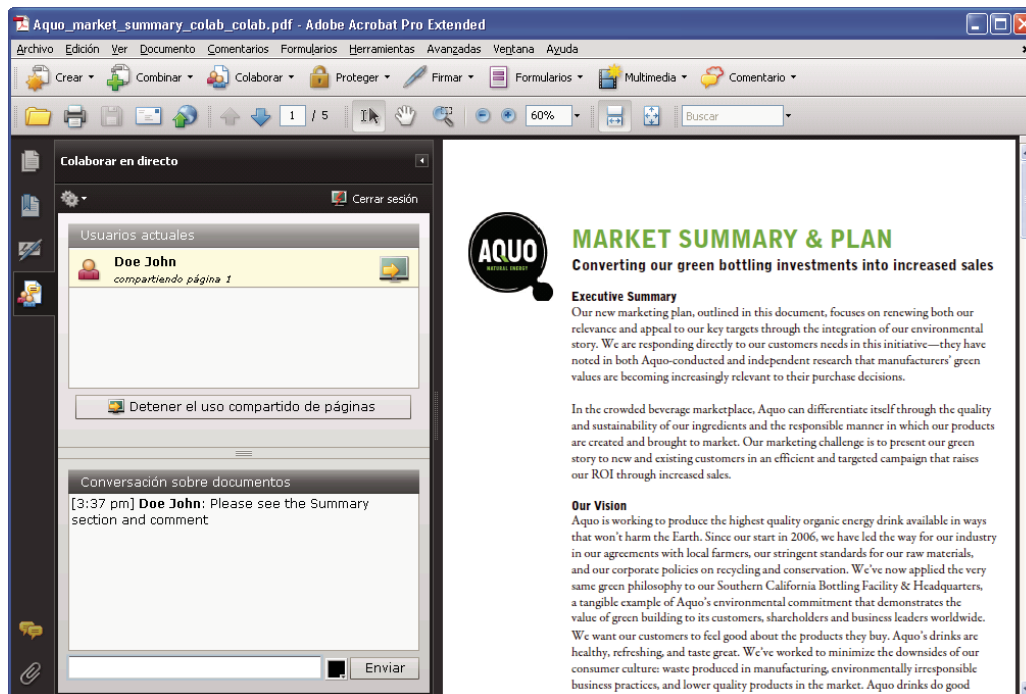 Aquo_market_summary_colab_colab.pdf - Adobe Acrobat Pro Extended
Archivo Edición Ver Documento Comentarios Formularios Herramientas Avanzadas Ventana Ayuda
Crear Combinar Colaborar Proteger Firmar Formularios Multimedia Comentario
1 / 5 60% Buscar
Colaborar en directo
Cerrar sesión
Usuarios actuales
Doe John
compartiendo página 1
Detener el uso compartido de páginas
Conversación sobre documentos
[3:37 pm] Doe John: Please see the Summary
section and comment
Enviar
AQUO
NATURAL ENERGY
MARKET SUMMARY & PLAN
Converting our green bottling investments into increased sales
Executive Summary
Our new marketing plan, outlined in this document, focuses on renewing both our
relevance and appeal to our key targets through the integration of our environmental
story. We are responding directly to our customers needs in this initiative—they have
noted in both Aquo-conducted and independent research that manufacturers' green
values are becoming increasingly relevant to their purchase decisions.
In the crowded beverage marketplace, Aquo can differentiate itself through the quality
and sustainability of our ingredients and the responsible manner in which our products
are created and brought to market. Our marketing challenge is to present our green
story to new and existing customers in an efficient and targeted campaign that raises
our ROI through increased sales.
Our Vision
Aquo is working to produce the highest quality organic energy drink available in ways
that won't harm the Earth. Since our start in 2006, we have led the way for our industry
in our agreements with local farmers, our stringent standards for our raw materials,
and our corporate policies on recycling and conservation. We've now applied the very
same green philosophy to our Southern California Bottling Facility & Headquarters,
a tangible example of Aquo's environmental commitment that demonstrates the
value of green building to its customers, shareholders and business leaders worldwide.
We want our customers to feel good about the products they buy. Aquo's drinks are
healthy, refreshing, and taste great. We've worked to minimize the downsides of our
consumer culture: waste produced in manufacturing, environmentally irresponsible
business practices, and lower quality products in the market. Aquo drinks do good